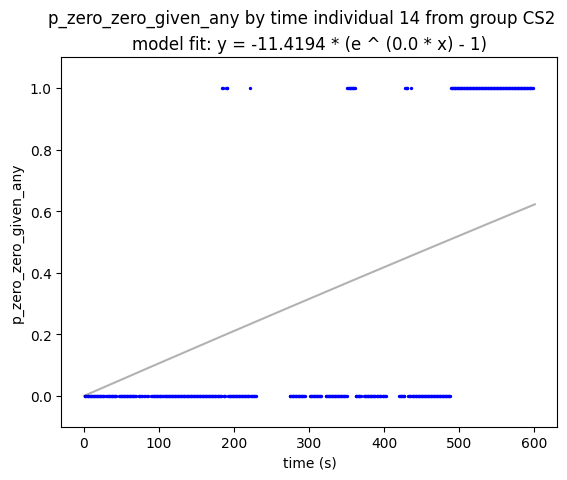 p_zero_zero_given_any by time individual 14 from group CS2
model fit: y = -11.4194 * (e ^ (0.0 * x) - 1)
1.0
0.8
0.6
0.4
0.2
0.0
p_zero_zero_given_any
0 100 200 300 400 500 600
time (s)